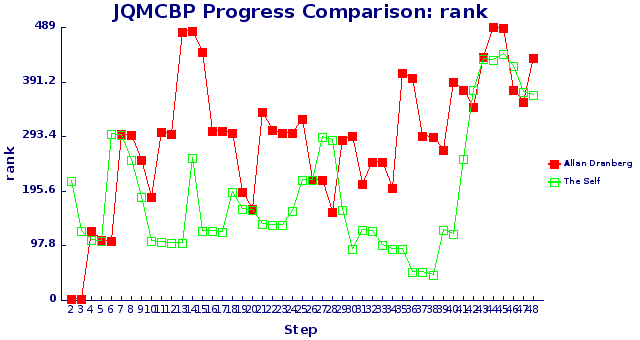 JQMCBP Progress Comparison: rank
489
391.2
293.4
195.6
97.8
0
rank
2 3 4 5 6 7 8 9 10 11 12 13 14 15 16 17 18 19 20 21 22 23 24 25 26 27 28 29 30 31 32 33 34 35 36 37 38 39 40 41 42 43 44 45 46 47 48
Step
Allan Dranberg
The Self